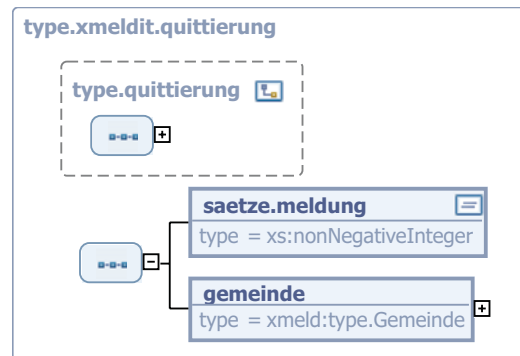 type.xmeldit.quittierung
type.quittierung
saetze.meldung
type = xs:nonNegativeInteger
gemeinde
type = xmeld:type.Gemeinde